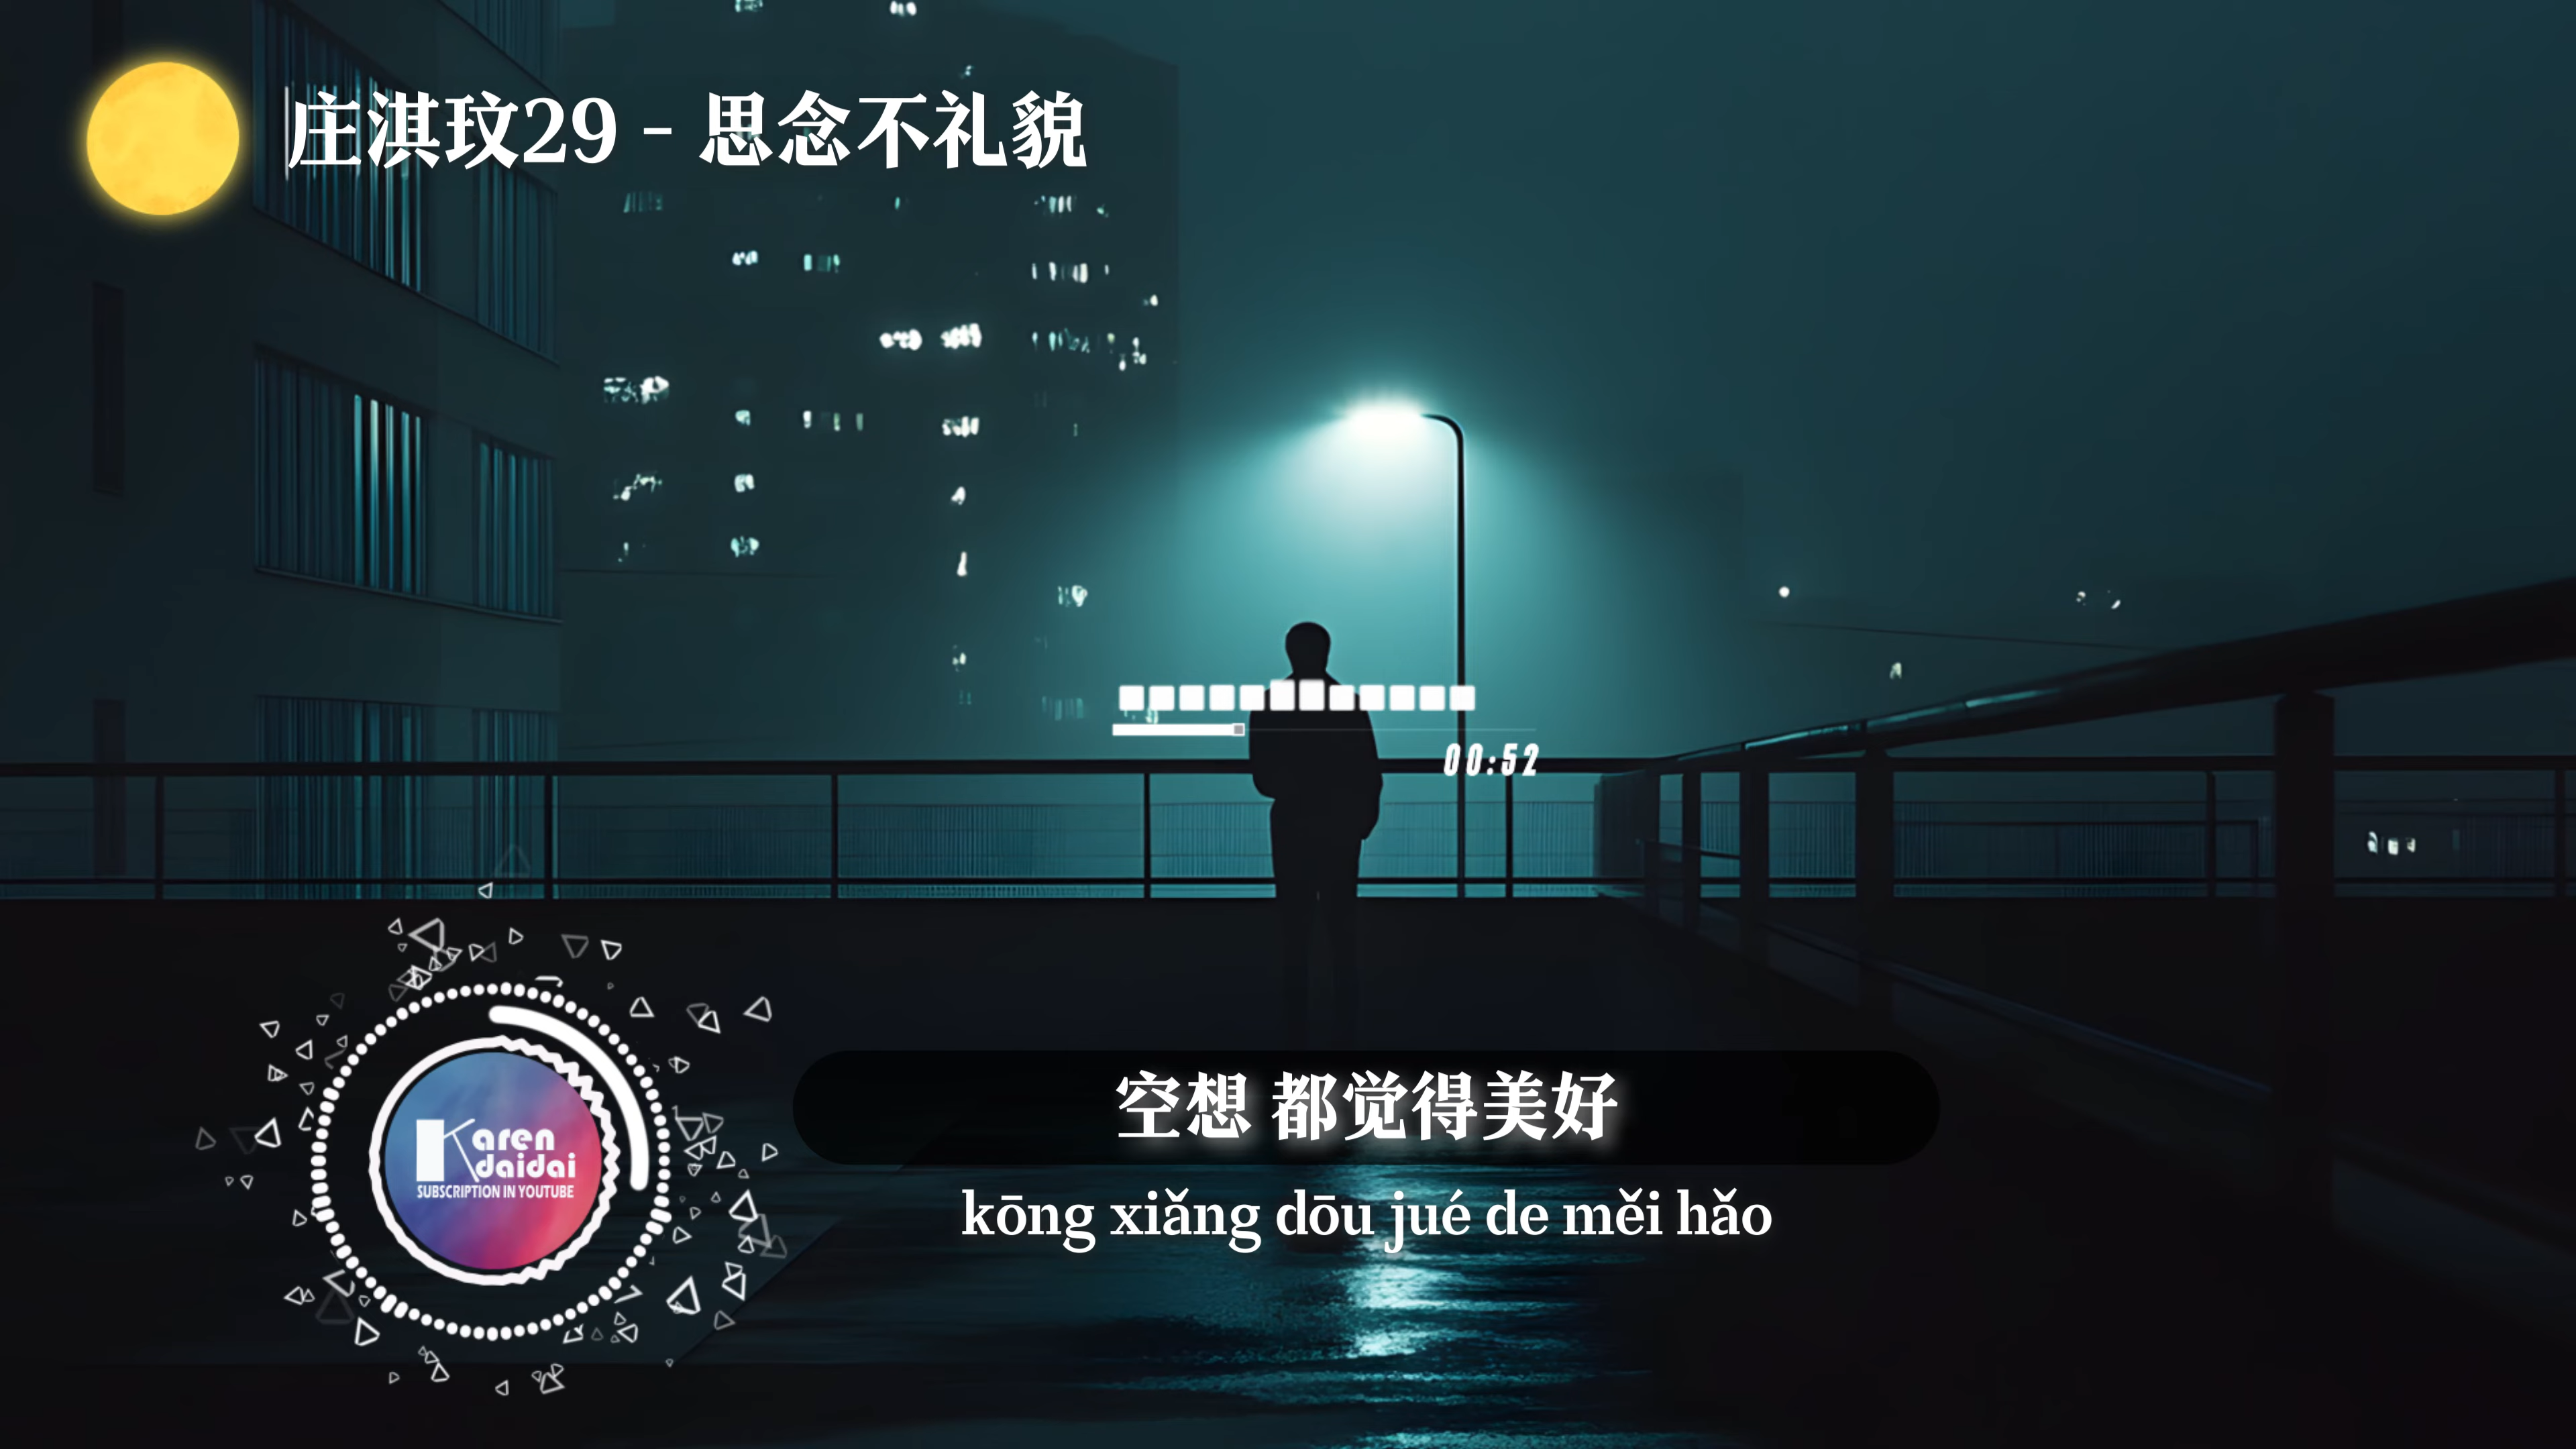 庄淇玟29 - 思念不礼貌
00:52
Karen
daidai
SUBSCRIPTION IN YOUTUBE
空想 都觉得美好
kōng xiǎng dōu jué de měi hǎo